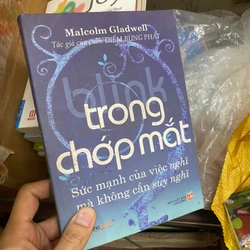 Malcolm Gladwell
Tác giả của cuốn ĐIỂM BÙNG PHÁT
blink
trong
chớp mắt
Sức mạnh của việc nghĩ
mà không cần suy nghĩ